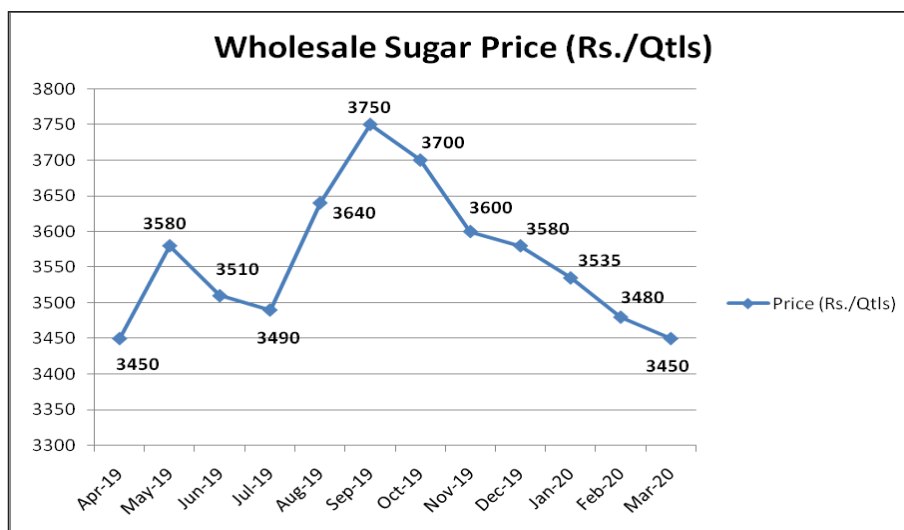 Wholesale Sugar Price (Rs./Qtls)
3800
3750
3700
3650
3600
3550
3500
3450
3400
3350
3300
3450
3580
3510
3490
3640
3750
3700
3600
3580
3535
3480
3450
Price (Rs./Qtls)
Apr-19
May-19
Jun-19
Jul-19
Aug-19
Sep-19
Oct-19
Nov-19
Dec-19
Jan-20
Feb-20
Mar-20